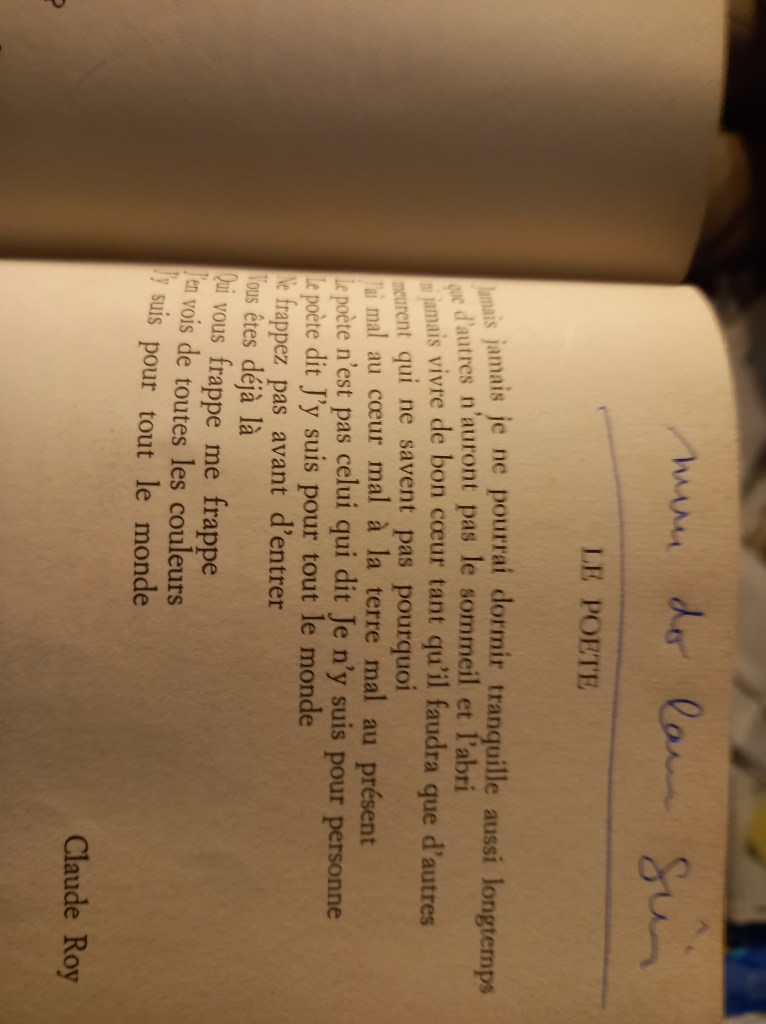 LE POETE
Jamais jamais je ne pourrai dormir tranquille aussi longtemps
que d'autres n'auront pas le sommeil et l'abri
ni jamais vivre de bon cœur tant qu'il faudra que d'autres
meurent qui ne savent pas pourquoi
J'ai mal au cœur mal à la terre mal au présent
Le poète n'est pas celui qui dit Je n'y suis pour personne
Le poète dit J'y suis pour tout le monde
Ne frappez pas avant d'entrer
Vous êtes déjà là
Qui vous frappe me frappe
J'en vois de toutes les couleurs
J'y suis pour tout le monde
Claude Roy